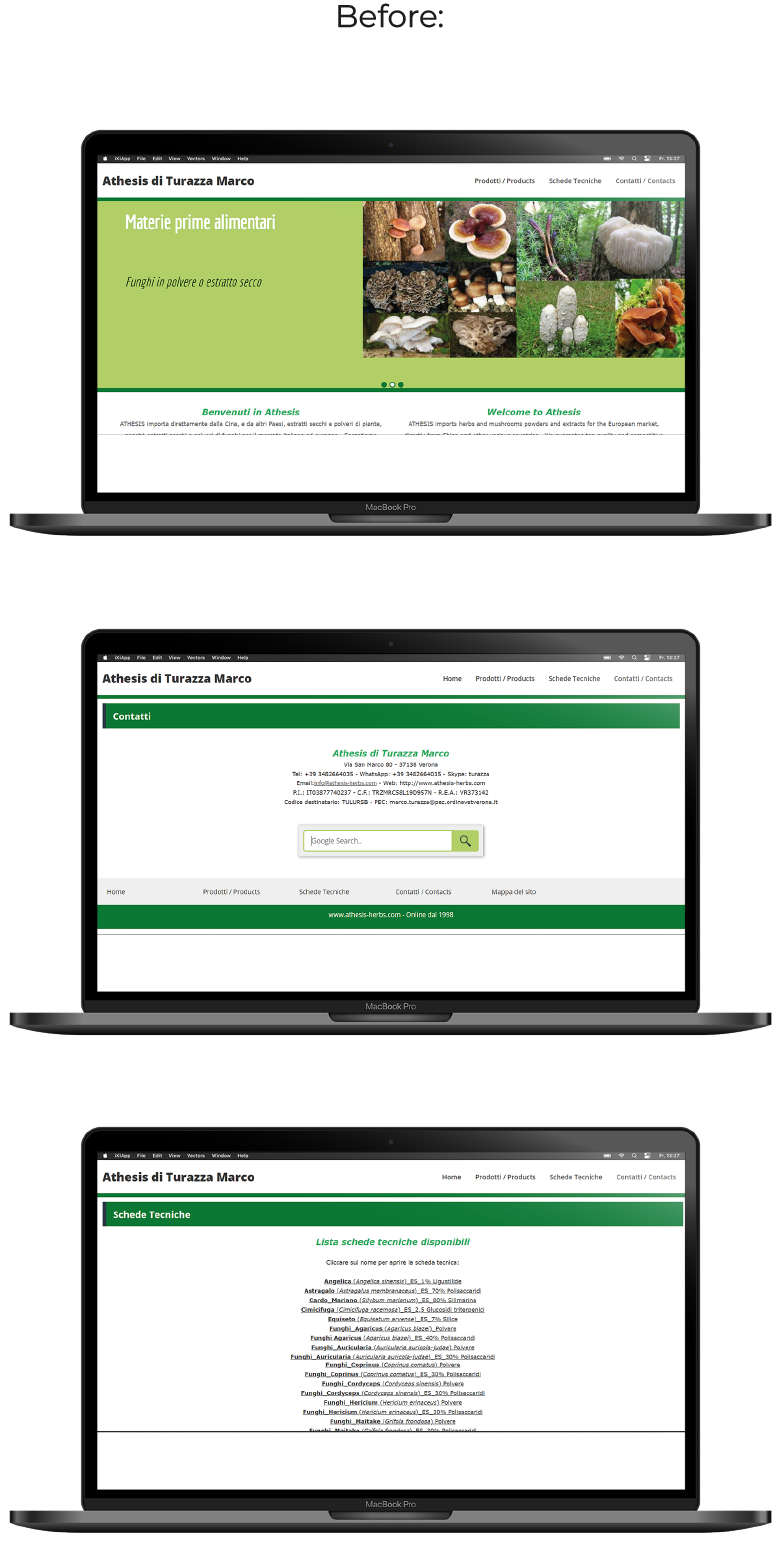 Before:
iXiApp File Edit View Vectors Window Help
Fr. 13:37
Athesis di Turazza Marco
Prodotti / Products Schede Tecniche Contatti / Contacts
Materie prime alimentari
Funghi in polvere o estratto secco
Benvenuti in Athesis
ATHESIS importa direttamente dalla Cina, e da altri Paesi, estratti secchi e polveri di piante,
Welcome to Athesis
ATHESIS imports herbs and mushrooms powders and extracts for the European market,
MacBook Pro
iXiApp File Edit View Vectors Window Help
Fr. 13:37
Athesis di Turazza Marco
Home Prodotti / Products Schede Tecniche Contatti / Contacts
Contatti
Athesis di Turazza Marco
Via San Marco 80 - 37138 Verona
Tel: +39 3482664035 - WhatsApp: +39 3482664035 - Skype: turazza
Email:info@athesis-herbs.com - Web: http://www.athesis-herbs.com
P.I.: IT03877740237 - C.F.: TRZMRC58L19D957N - R.E.A.: VR373142
Codice destinatario: TULURSB - PEC: marco.turazza@pec.ordinevetverona.it
Google Search..
Home Prodotti / Products Schede Tecniche Contatti / Contacts Mappa del sito
www.athesis-herbs.com - Online dal 1998
MacBook Pro
iXiApp File Edit View Vectors Window Help
Fr. 13:37
Athesis di Turazza Marco
Home Prodotti / Products Schede Tecniche Contatti / Contacts
Schede Tecniche
Lista schede tecniche disponibili
Cliccare sul nome per aprire la scheda tecnica:
Angelica (Angelica sinensis)_ES_1% Ligustilide
Astragalo (Astragalus membranaceus)_ES_70% Polisaccaridi
Cardo_Mariano (Silybum marianum)_ES_80% Silimarina
Cimicifuga (Cimicifuga racemosa)_ES_2,5 Glucosidi triterpenici
Equiseto (Equisetum arvense)_ES_7% Silice
Funghi_Agaricus (Agaricus blazei)_Polvere
Funghi Agaricus (Agaricus blazei)_ES_40% Polisaccaridi
Funghi_Auricularia (Auricularia auricola-judae) Polvere
Funghi_Auricularia (Auricularia auricola-judae)_ES_30% Polisaccaridi
Funghi_Coprinus (Coprinus comatus) Polvere
Funghi_Coprinus (Coprinus comatus)_ES_30% Polisaccaridi
Funghi_Cordyceps (Cordyceps sinensis) Polvere
Funghi_Cordyceps (Cordyceps sinensis)_ES_30% Polisaccaridi
Funghi_Hericium (Hericium erinaceus) Polvere
Funghi_Hericium (Hericium erinaceus)_ES_30% Polisaccaridi
Funghi_Maitake (Grifola frondosa) Polvere
MacBook Pro